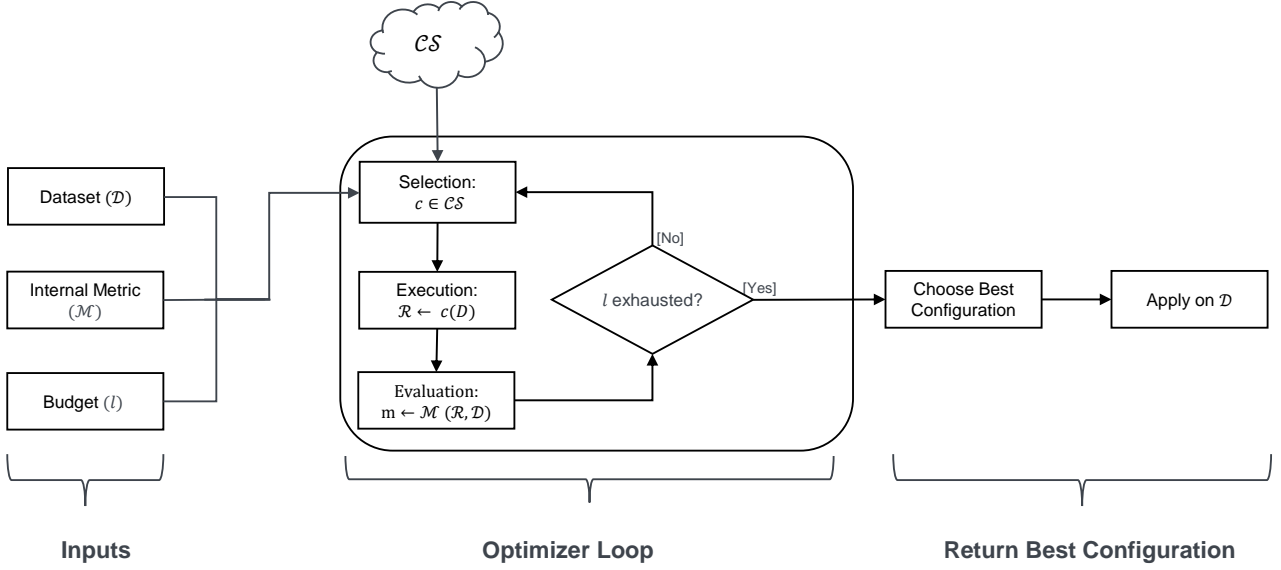 𝒞𝒮
Dataset (𝒟)
Internal Metric
(ℳ)
Budget (𝑙)
Selection:
𝑐 ∈ 𝒞𝒮
Execution:
ℛ ← 𝑐(𝐷)
Evaluation:
m ← ℳ (ℛ, 𝒟)
[No]
𝑙 exhausted?
[Yes]
Choose Best
Configuration
Apply on 𝒟
Inputs
Optimizer Loop
Return Best Configuration